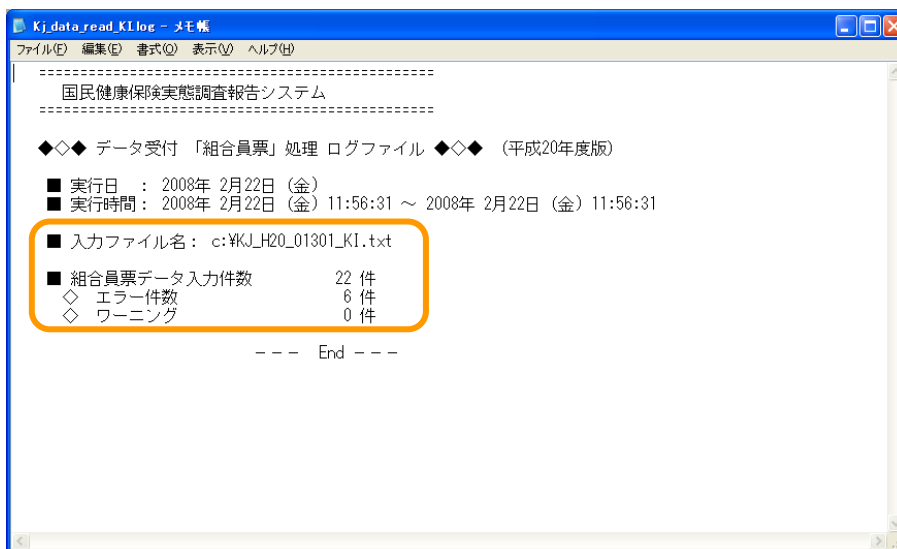 Kj_data_read_KI.log - メモ帳
ファイル(F) 編集(E) 書式(O) 表示(V) ヘルプ(H)
================================================
国民健康保険実態調査報告システム
================================================
◆◇◆ データ受付 「組合員票」処理 ログファイル ◆◇◆ (平成20年度版)
■ 実行日 : 2008年 2月22日 (金)
■ 実行時間: 2008年 2月22日 (金) 11:56:31 ～ 2008年 2月22日 (金) 11:56:31
■ 入力ファイル名: c:¥KJ_H20_01301_KI.txt
■ 組合員票データ入力件数 22 件
◇ エラー件数 6 件
◇ ワーニング 0 件
--- End ---